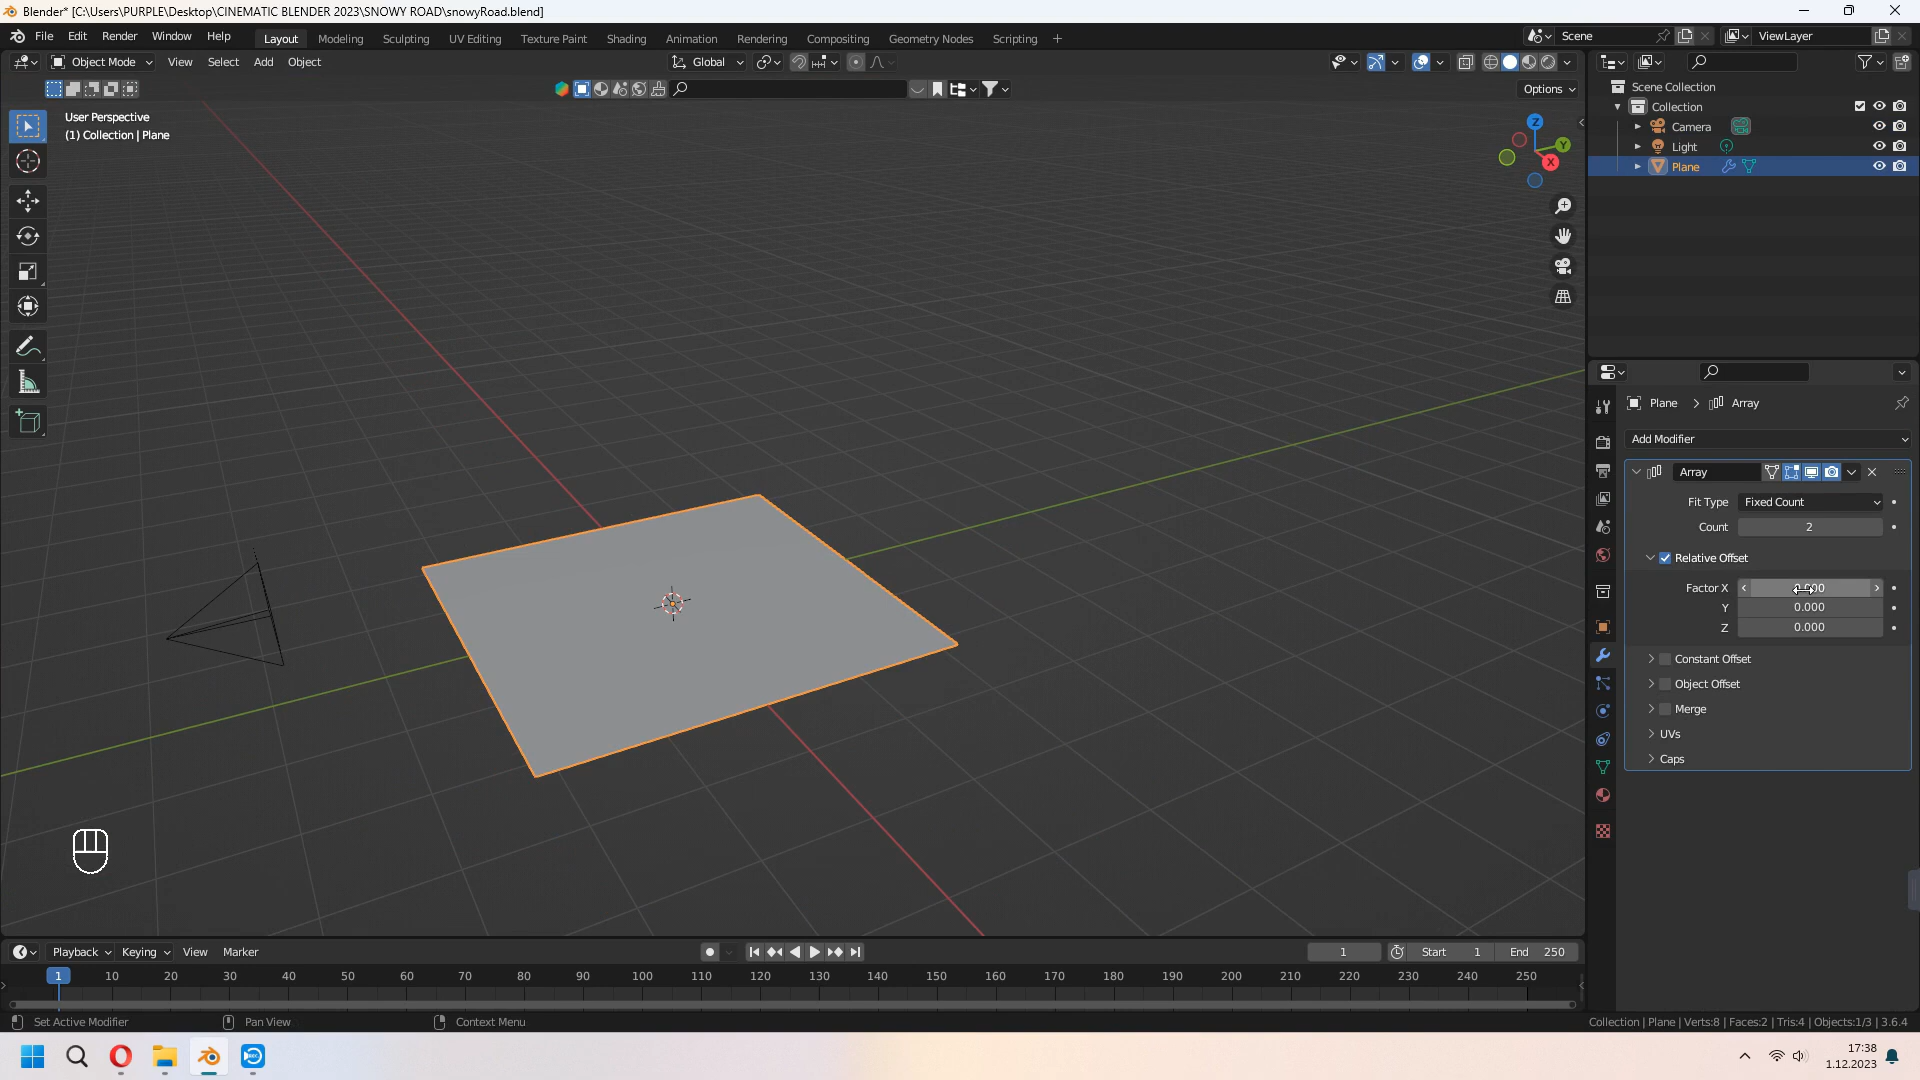 Blender* [C:\Users\PURPLE\Desktop\CINEMATIC BLENDER 2023\SNOWY ROAD\snowyRoad.blend]
File Edit Render Window Help Layout Modeling Sculpting UV Editing Texture Paint Shading Animation Rendering Compositing Geometry Nodes Scripting + Scene ViewLayer
Object Mode View Select Add Object Global
Options
User Perspective
(1) Collection | Plane
Z
Y
X
Scene Collection
Collection
Camera
Light
Plane
Plane > Array
Add Modifier
Array
Fit Type Fixed Count
Count 2
Relative Offset
Factor X 0.000
Y 0.000
Z 0.000
Constant Offset
Object Offset
Merge
UVs
Caps
Playback Keying View Marker 1 Start 1 End 250
1 10 20 30 40 50 60 70 80 90 100 110 120 130 140 150 160 170 180 190 200 210 220 230 240 250
Set Active Modifier Pan View Context Menu Collection | Plane | Verts:8 | Faces:2 | Tris:4 | Objects:1/3 | 3.6.4
REC
17:38
1.12.2023